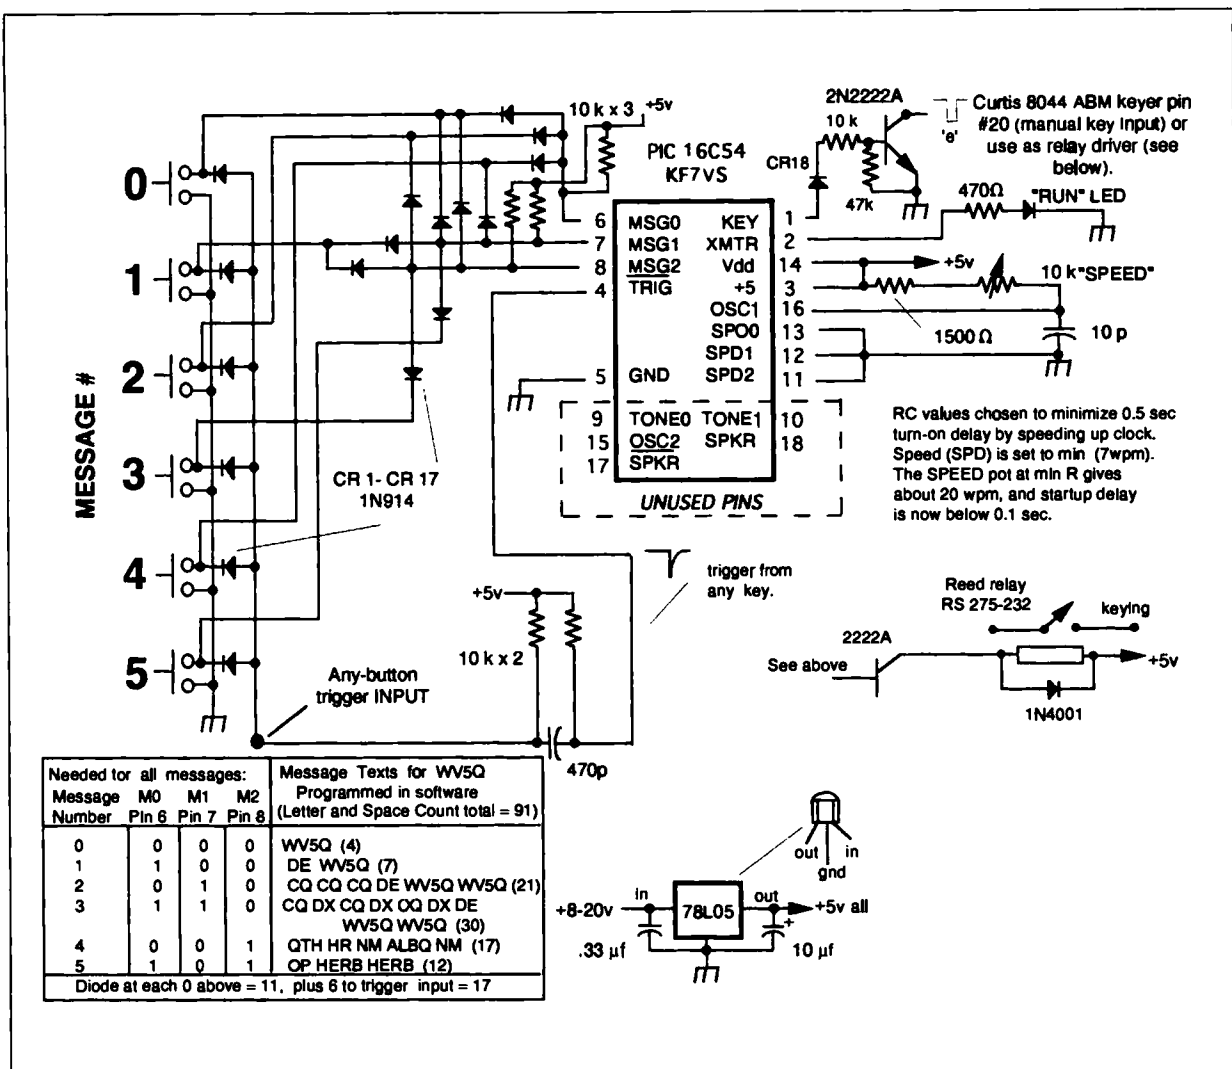 10 k x 3
+5v
2N2222A
10 k
CR18
47k
'e'
Curtis 8044 ABM keyer pin
#20 (manual key input) or
use as relay driver (see
below).
470Ω
"RUN" LED
PIC 16C54
KF7VS
6 MSG0 KEY 1
7 MSG1 XMTR 2
8 MSG2 Vdd 14
4 TRIG +5 3
OSC1 16
SPO0 13
SPD1 12
5 GND SPD2 11
9 TONE0 TONE1 10
15 OSC2 SPKR 18
17 SPKR
UNUSED PINS
+5v
10 k "SPEED"
1500 Ω
10 p
RC values chosen to minimize 0.5 sec
turn-on delay by speeding up clock.
Speed (SPD) is set to min (7wpm).
The SPEED pot at min R gives
about 20 wpm, and startup delay
is now below 0.1 sec.
MESSAGE #
0
1
2
3
4
5
CR 1- CR 17
1N914
trigger from
any key.
+5v
10 k x 2
470p
Any-button
trigger INPUT
Reed relay
RS 275-232
keying
2222A
See above
+5v
1N4001
Needed for all messages:
Message M0 M1 M2
Number Pin 6 Pin 7 Pin 8
Message Texts for WV5Q
Programmed in software
(Letter and Space Count total = 91)
0 0 0 0 WV5Q (4)
1 1 0 0 DE WV5Q (7)
2 0 1 0 CQ CQ CQ DE WV5Q WV5Q (21)
3 1 1 0 CQ DX CQ DX CQ DX DE
WV5Q WV5Q (30)
4 0 0 1 QTH HR NM ALBQ NM (17)
5 1 0 1 OP HERB HERB (12)
Diode at each 0 above = 11, plus 6 to trigger input = 17
out
in
gnd
+8-20v
in
78L05
out
+5v all
.33 µf
+
10 µf